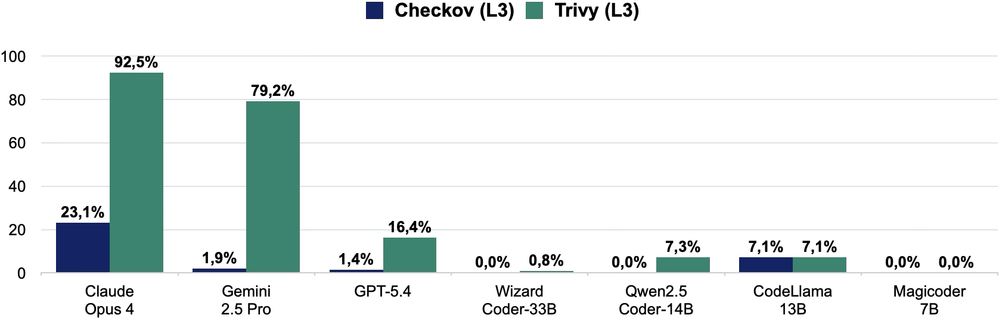 Checkov (L3) Trivy (L3)
100
80
60
40
20
0
23,1% 92,5%
1,9% 79,2%
1,4% 16,4%
0,0% 0,8%
0,0% 7,3%
7,1% 7,1%
0,0% 0,0%
Claude
Opus 4
Gemini
2.5 Pro
GPT-5.4
Wizard
Coder-33B
Qwen2.5
Coder-14B
CodeLlama
13B
Magicoder
7B